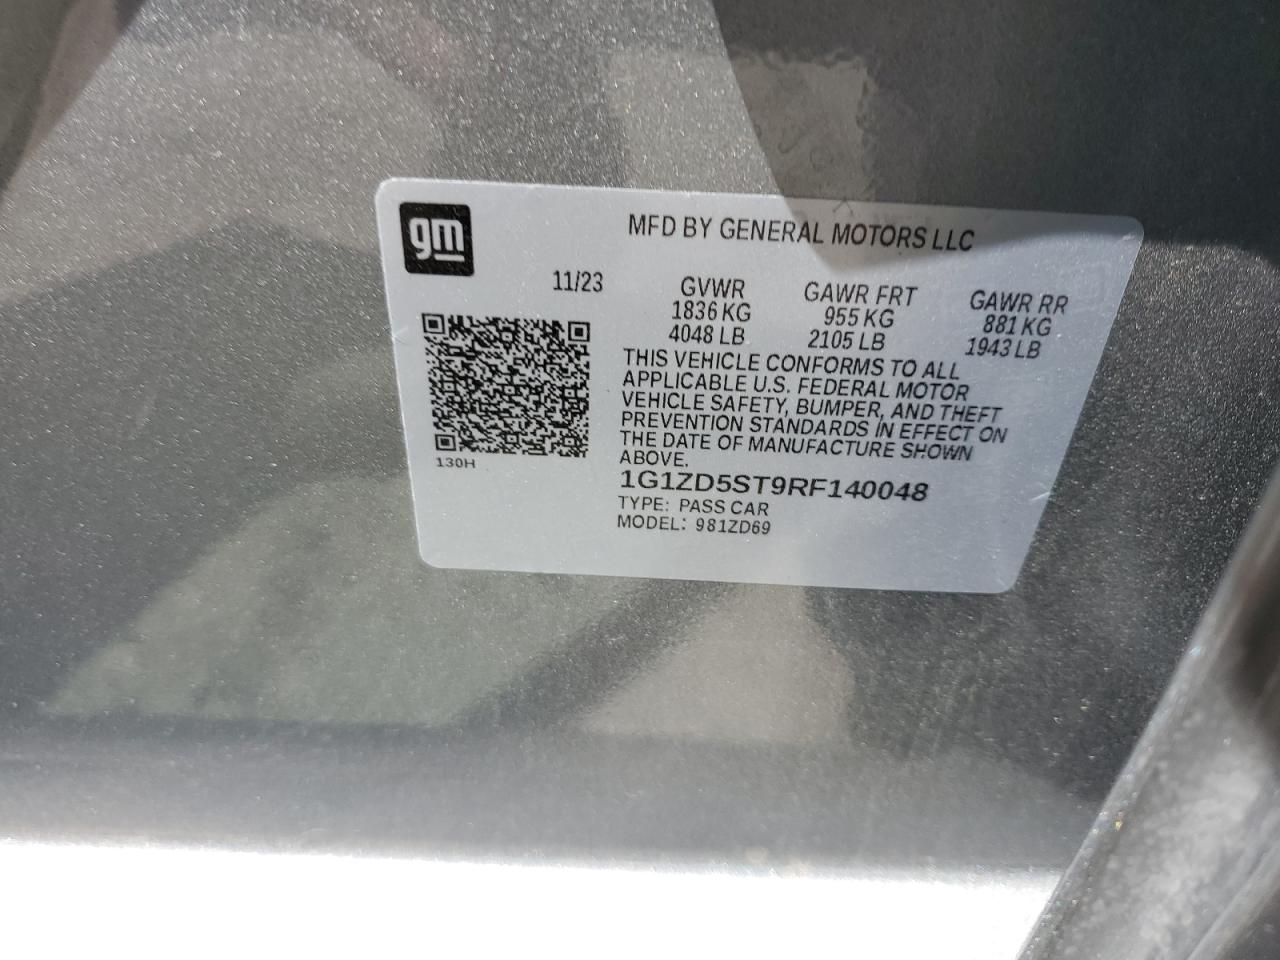 gm
MFD BY GENERAL MOTORS LLC
11/23 GVWR GAWR FRT GAWR RR
1836 KG 955 KG 881 KG
4048 LB 2105 LB 1943 LB
THIS VEHICLE CONFORMS TO ALL
APPLICABLE U.S. FEDERAL MOTOR
VEHICLE SAFETY, BUMPER, AND THEFT
PREVENTION STANDARDS IN EFFECT ON
THE DATE OF MANUFACTURE SHOWN
ABOVE.
130H
1G1ZD5ST9RF140048
TYPE: PASS CAR
MODEL: 981ZD69